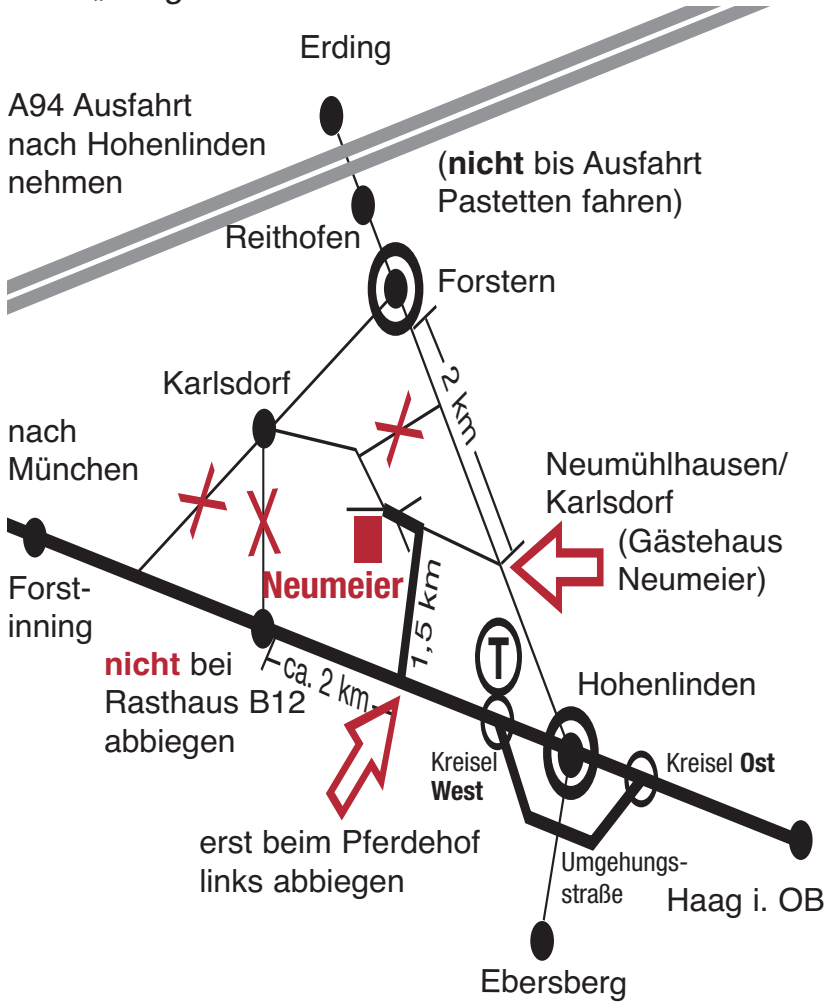 Erding
A94 Ausfahrt
nach Hohenlinden
nehmen
(nicht bis Ausfahrt
Pastetten fahren)
Reithofen
Forstern
Karlsdorf
2 km
nach
München
Neumühlhausen/
Karlsdorf
(Gästehaus
Neumeier)
Neumeier
Forst-
inning
1,5 km
nicht bei
Rasthaus B12
abbiegen
ca. 2 km
T
Hohenlinden
Kreisel
West
Kreisel Ost
erst beim Pferdehof
links abbiegen
Umgehungs-
straße
Haag i. OB
Ebersberg